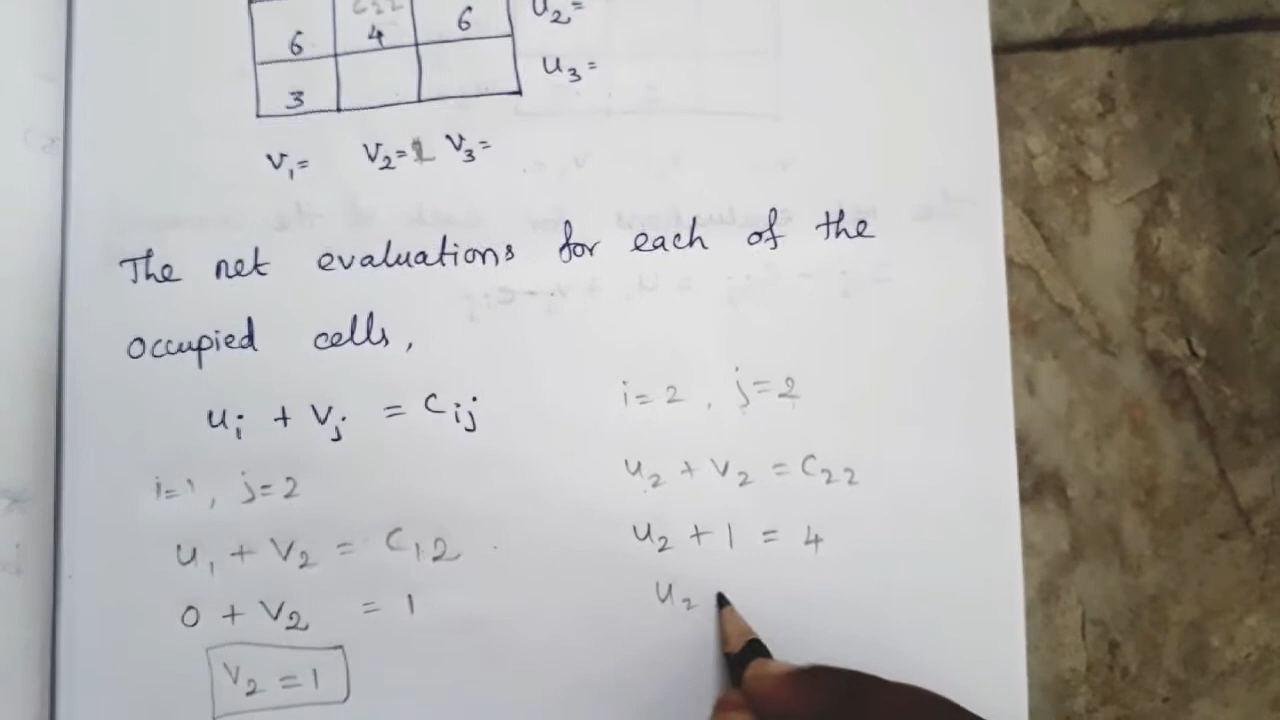 C22
6 4 6 u2=
3 u3=
v1= v2=1 v3=
The net evaluations for each of the
occupied cells,
ui + vj = cij
i=1, j=2
u1 + v2 = c12
0 + v2 = 1
v2 = 1
i=2, j=2
u2 + v2 = c22
u2 + 1 = 4
u2